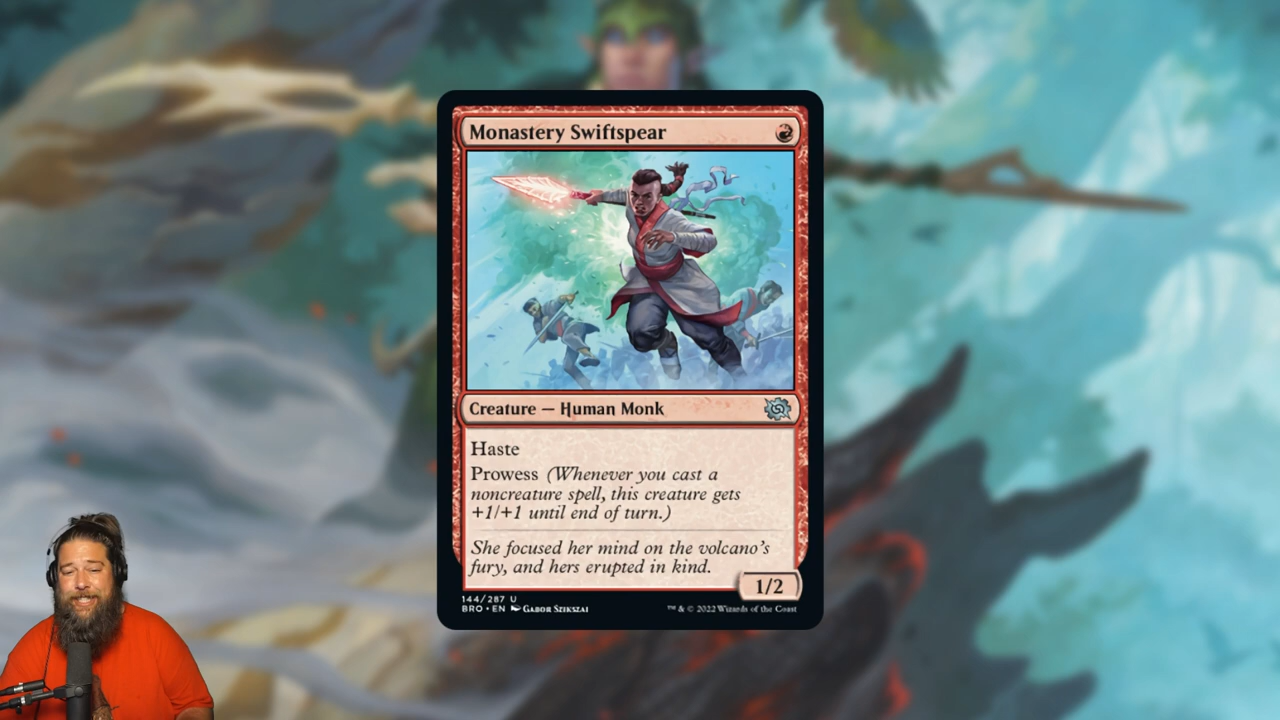 Monastery Swiftspear
Creature — Human Monk
Haste
Prowess (Whenever you cast a
noncreature spell, this creature gets
+1/+1 until end of turn.)
She focused her mind on the volcano's
fury, and hers erupted in kind.
1/2
144/287 U
BRO • EN Gabor Szikszai
™ & © 2022 Wizards of the Coast